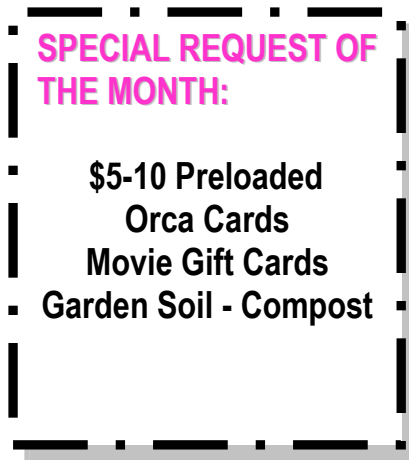 SPECIAL REQUEST OF
THE MONTH:
$5-10 Preloaded
Orca Cards
Movie Gift Cards
Garden Soil - Compost